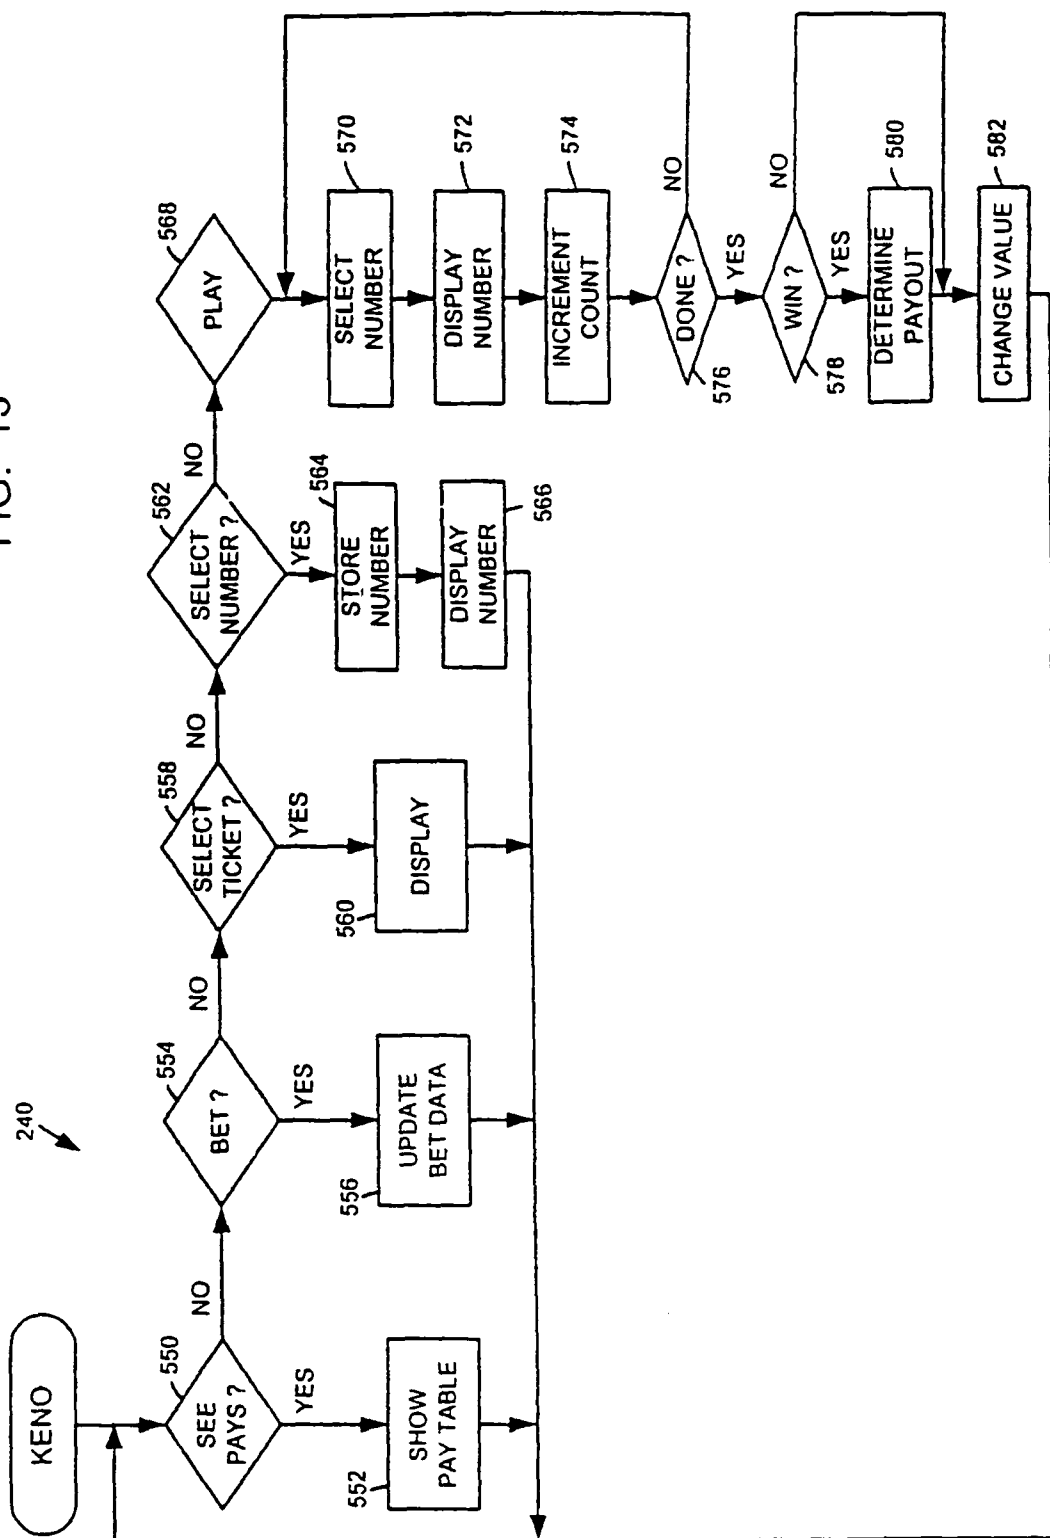 KENO
240
550
SEE
PAYS ?
NO
YES
552
SHOW
PAY TABLE
554
BET ?
NO
YES
556
UPDATE
BET DATA
558
SELECT
TICKET ?
NO
YES
560
DISPLAY
562
SELECT
NUMBER ?
NO
YES
564
STORE
NUMBER
566
DISPLAY
NUMBER
568
PLAY
570
SELECT
NUMBER
572
DISPLAY
NUMBER
574
INCREMENT
COUNT
576
DONE ?
NO
YES
578
WIN ?
NO
YES
580
DETERMINE
PAYOUT
582
CHANGE VALUE